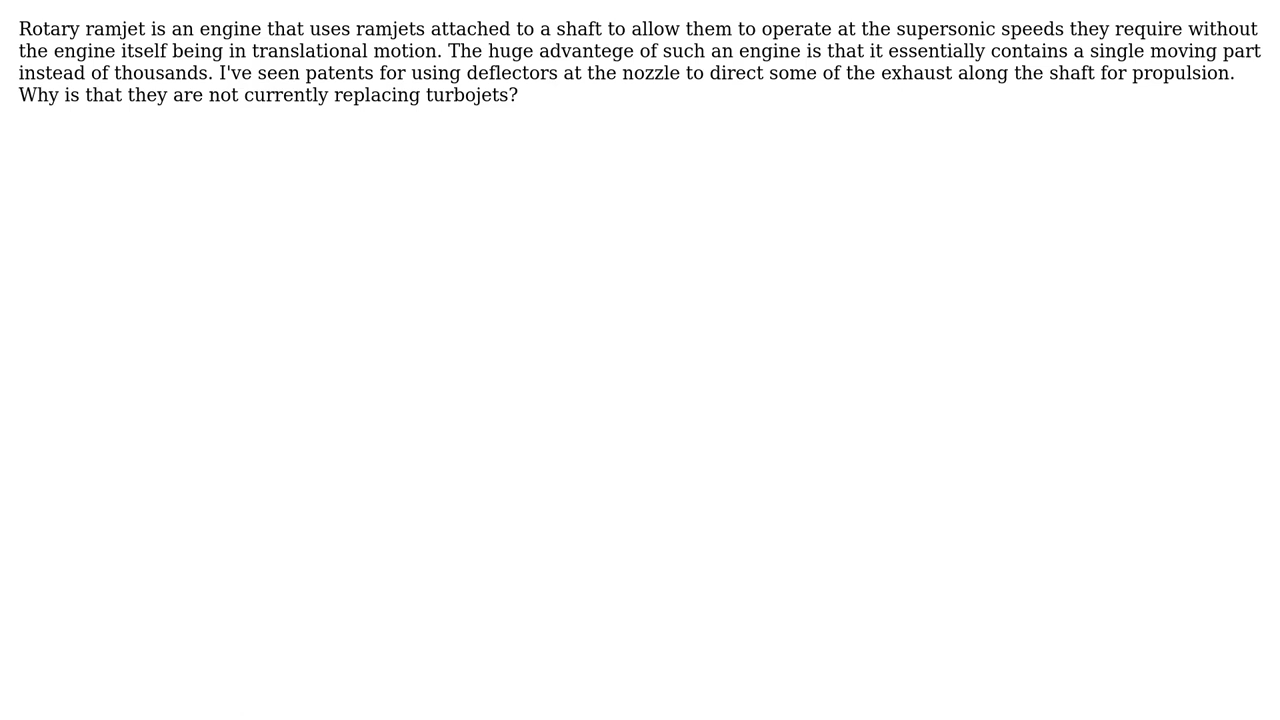 Rotary ramjet is an engine that uses ramjets attached to a shaft to allow them to operate at the supersonic speeds they require without
the engine itself being in translational motion. The huge advantege of such an engine is that it essentially contains a single moving part
instead of thousands. I've seen patents for using deflectors at the nozzle to direct some of the exhaust along the shaft for propulsion.
Why is that they are not currently replacing turbojets?